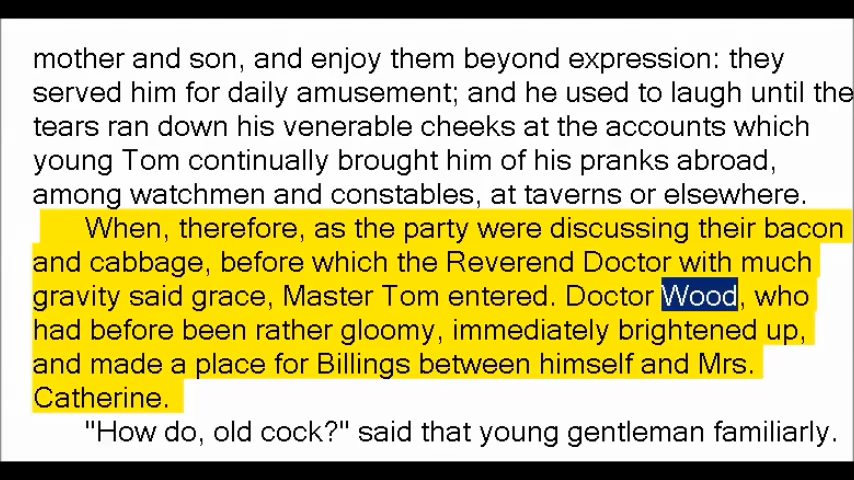 mother and son, and enjoy them beyond expression: they
served him for daily amusement; and he used to laugh until the
tears ran down his venerable cheeks at the accounts which
young Tom continually brought him of his pranks abroad,
among watchmen and constables, at taverns or elsewhere.
When, therefore, as the party were discussing their bacon
and cabbage, before which the Reverend Doctor with much
gravity said grace, Master Tom entered. Doctor Wood, who
had before been rather gloomy, immediately brightened up,
and made a place for Billings between himself and Mrs.
Catherine.
"How do, old cock?" said that young gentleman familiarly.